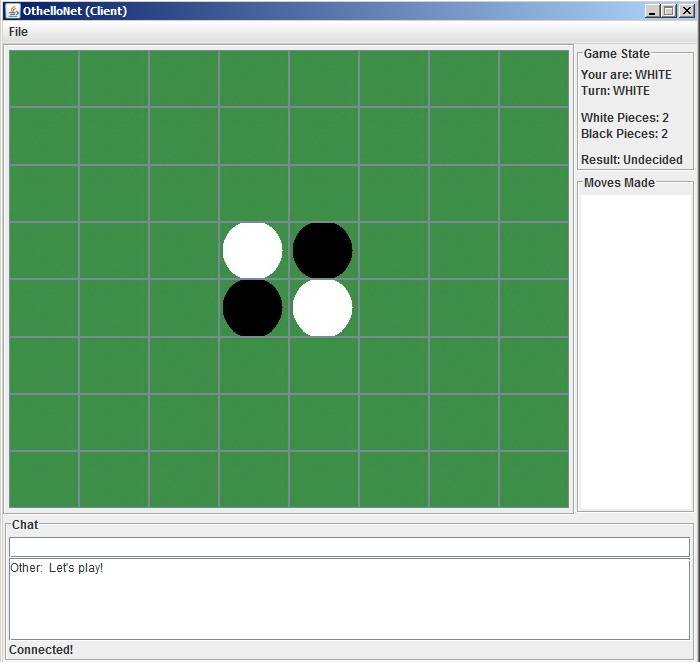 OthelloNet (Client)
File
Game State
Your are: WHITE
Turn: WHITE
White Pieces: 2
Black Pieces: 2
Result: Undecided
Moves Made
Chat
Other:  Let's play!
Connected!